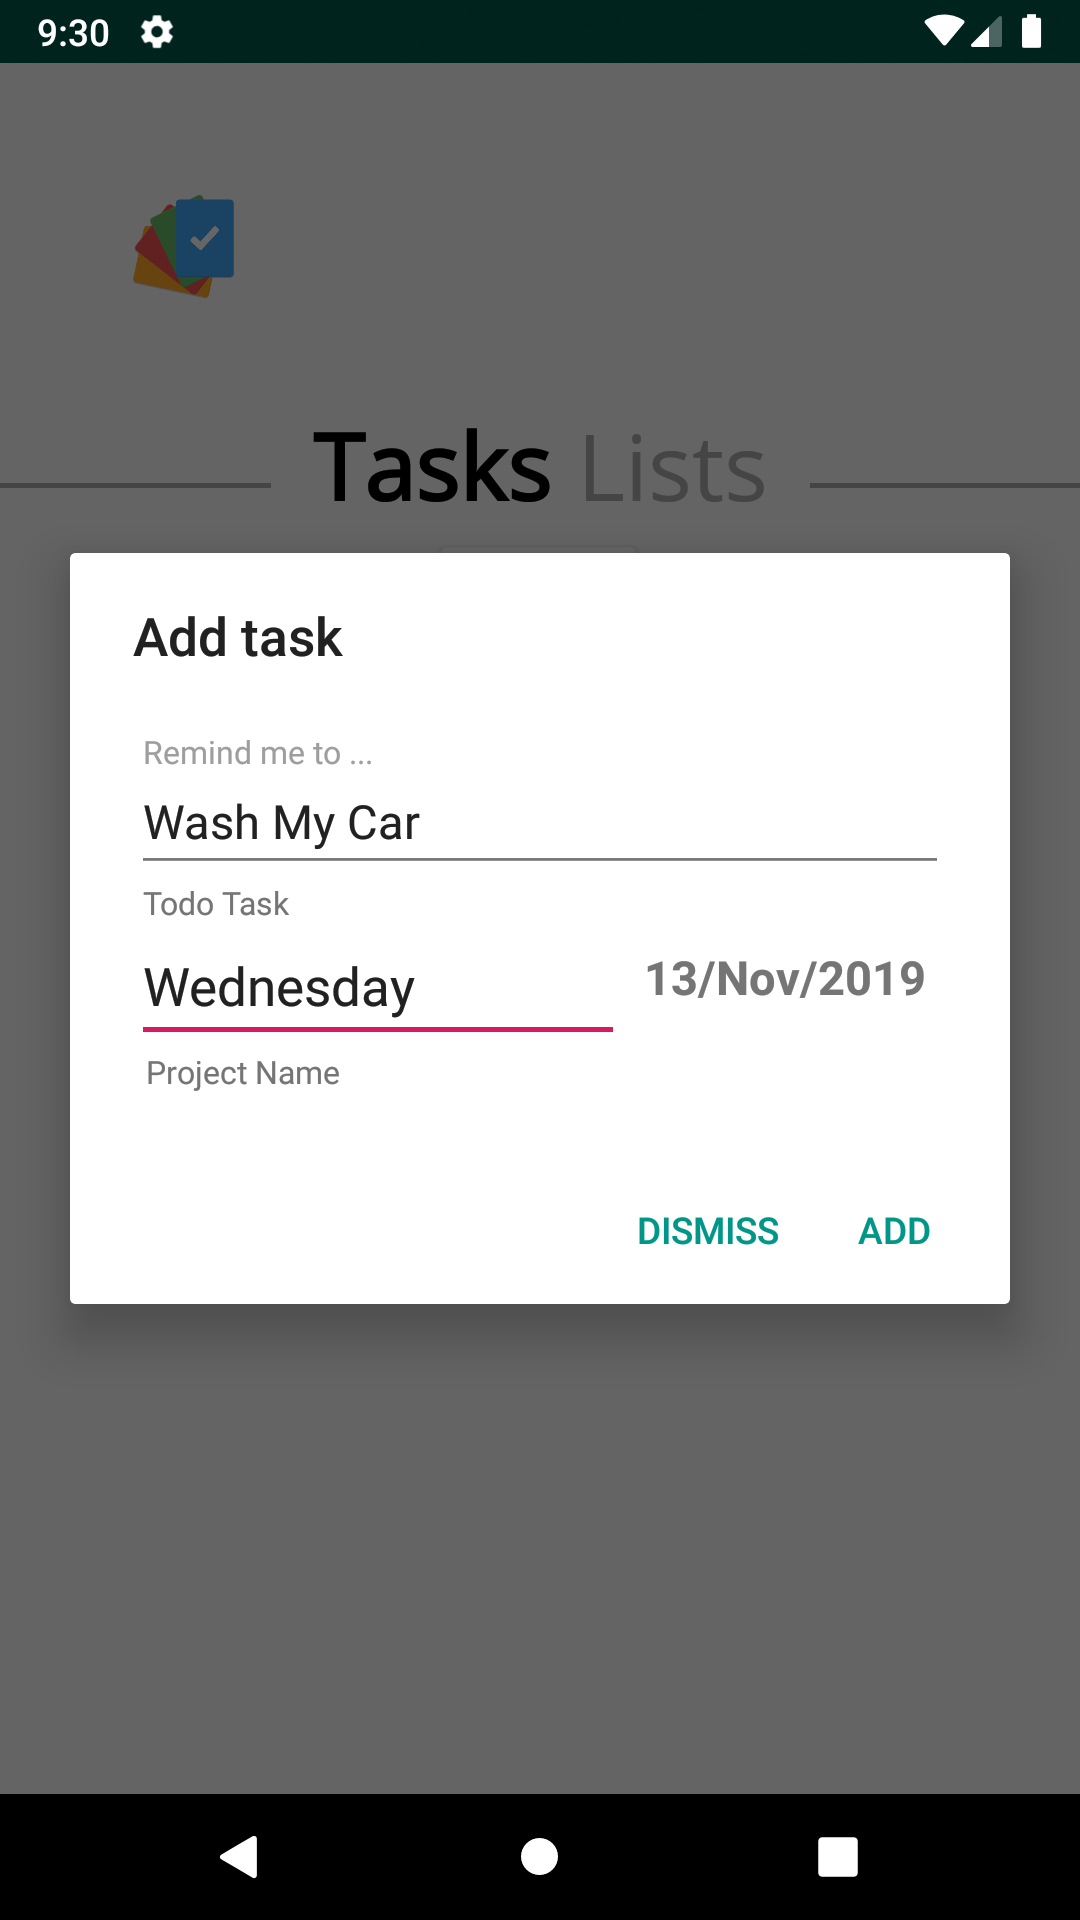 9:30
Tasks Lists
Add task
Remind me to ...
Wash My Car
Todo Task
Wednesday
13/Nov/2019
Project Name
DISMISS ADD